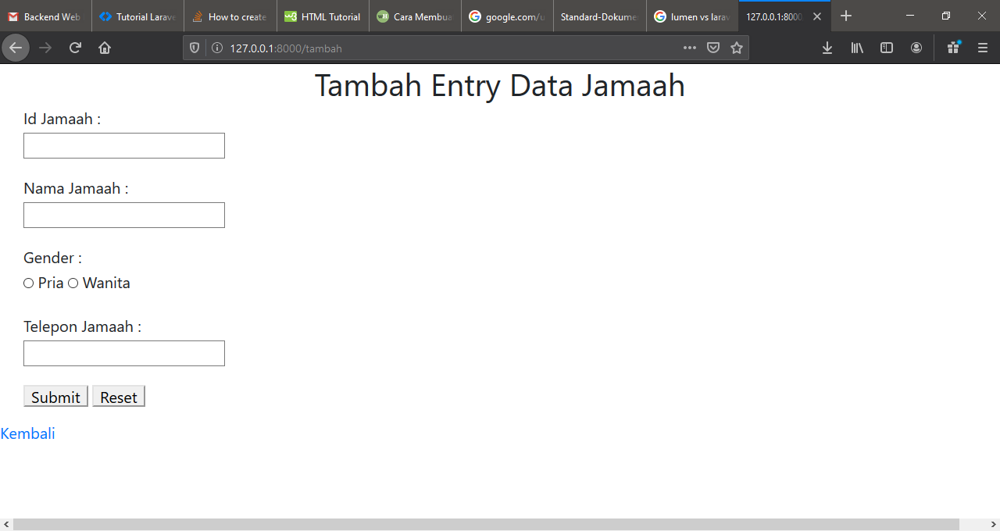 Backend Web
Tutorial Larave
How to create
HTML Tutorial
Cara Membua
google.com/u
Standard-Dokume
lumen vs larav
127.0.0.1:8000
127.0.0.1:8000/tambah
Tambah Entry Data Jamaah
Id Jamaah :
Nama Jamaah :
Gender :
Pria Wanita
Telepon Jamaah :
Submit Reset
Kembali